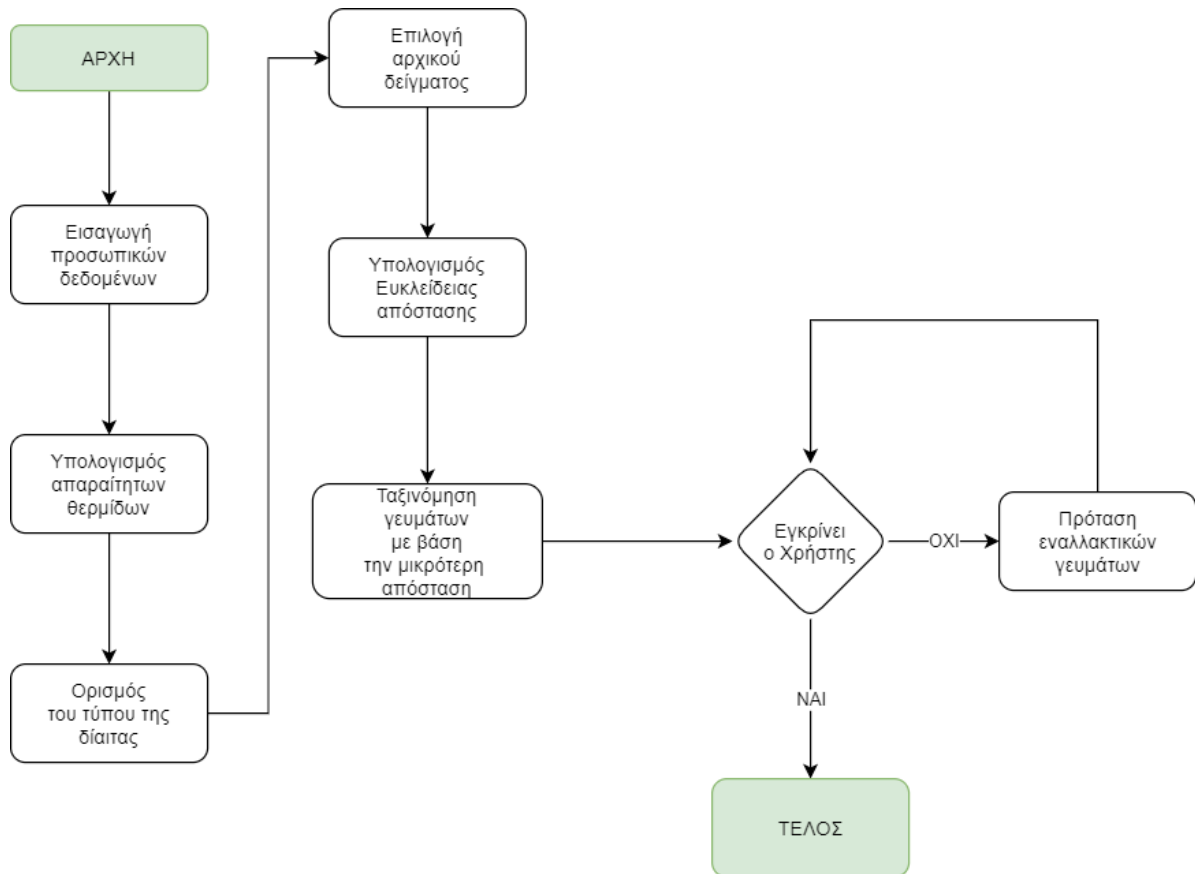 ΑΡΧΗ
Εισαγωγή
προσωπικών
δεδομένων
Υπολογισμός
απαραίτητων
θερμίδων
Ορισμός
του τύπου της
δίαιτας
Επιλογή
αρχικού
δείγματος
Υπολογισμός
Ευκλείδειας
απόστασης
Ταξινόμηση
γευμάτων
με βάση
την μικρότερη
απόσταση
Εγκρίνει
ο Χρήστης
ΟΧΙ
Πρόταση
εναλλακτικών
γευμάτων
ΝΑΙ
ΤΕΛΟΣ